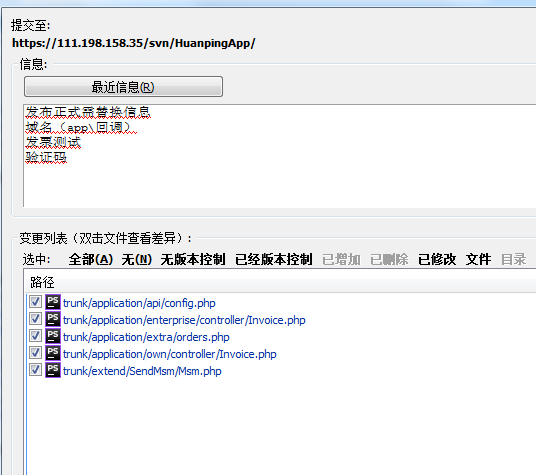 提交至:
https://111.198.158.35/svn/HuanpingApp/
信息:
最近信息(R)
发布正式需替换信息
域名（app\回调）
发票测试
验证码
变更列表（双击文件查看差异）:
选中: 全部(A) 无(N) 无版本控制 已经版本控制 已增加 已删除 已修改 文件 目录
路径
trunk/application/api/config.php
trunk/application/enterprise/controller/Invoice.php
trunk/application/extra/orders.php
trunk/application/own/controller/Invoice.php
trunk/extend/SendMsm/Msm.php